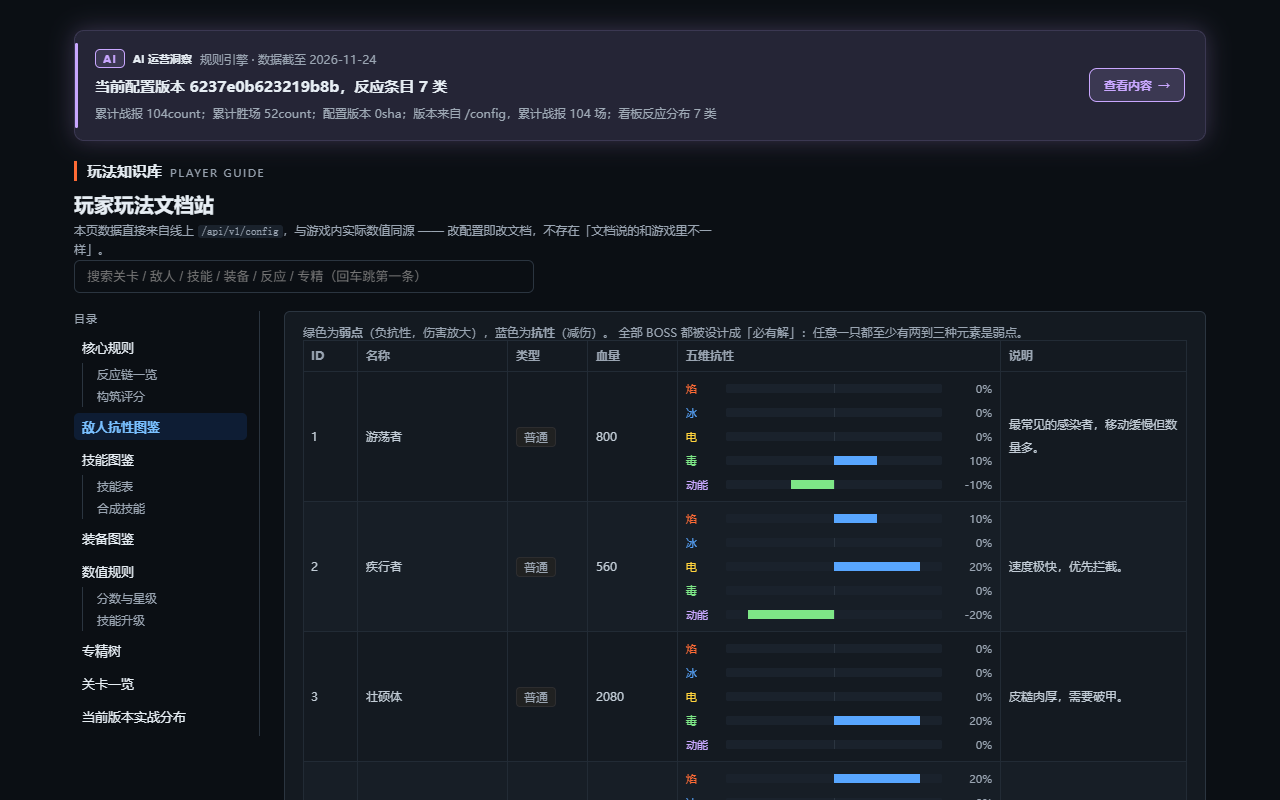 AI AI 运营洞察 规则引擎 · 数据截至 2026-11-24
当前配置版本 6237e0b623219b8b，反应条目 7 类
累计战报 104count；累计胜场 52count；配置版本 0sha；版本来自 /config，累计战报 104 场；看板反应分布 7 类
查看内容 →
玩法知识库 PLAYER GUIDE
玩家玩法文档站
本页数据直接来自线上 /api/v1/config，与游戏内实际数值同源 —— 改配置即改文档，不存在「文档说的和游戏里不一
样」。
搜索关卡 / 敌人 / 技能 / 装备 / 反应 / 专精（回车跳第一条）
目录
核心规则
反应链一览
构筑评分
敌人抗性图鉴
技能图鉴
技能表
合成技能
装备图鉴
数值规则
分数与星级
技能升级
专精树
关卡一览
当前版本实战分布
绿色为弱点（负抗性，伤害放大），蓝色为抗性（减伤）。 全部 BOSS 都被设计成「必有解」：任意一只都至少有两到三种元素是弱点。
ID 名称 类型 血量 五维抗性 说明
1 游荡者 普通 800
焰 0%
冰 0%
电 0%
毒 10%
动能 -10%
最常见的感染者，移动缓慢但数
量多。
2 疾行者 普通 560
焰 10%
冰 0%
电 20%
毒 0%
动能 -20%
速度极快，优先拦截。
3 壮硕体 普通 2080
焰 0%
冰 0%
电 0%
毒 20%
动能 0%
皮糙肉厚，需要破甲。
焰 20%